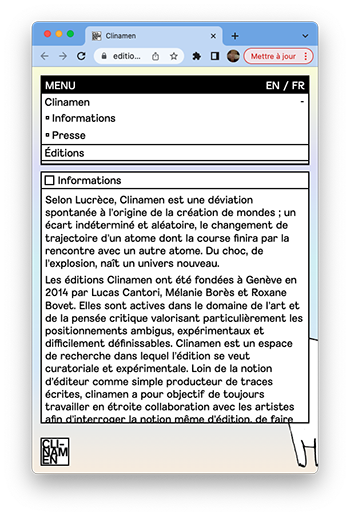 Clinamen
editio...
Mettre à jour
MENU EN / FR
Clinamen -
Informations
Presse
Éditions
Informations
Selon Lucrèce, Clinamen est une déviation
spontanée à l'origine de la création de mondes ; un
écart indéterminé et aléatoire, le changement de
trajectoire d'un atome dont la course finira par la
rencontre avec un autre atome. Du choc, de
l'explosion, naît un univers nouveau.
Les éditions Clinamen ont été fondées à Genève en
2014 par Lucas Cantori, Mélanie Borès et Roxane
Bovet. Elles sont actives dans le domaine de l'art et
de la pensée critique valorisant particulièrement les
positionnements ambigus, expérimentaux et
difficilement définissables. Clinamen est un espace
de recherche dans lequel l'édition se veut
curatoriale et expérimentale. Loin de la notion
d'éditeur comme simple producteur de traces
écrites, clinamen a pour objectif de toujours
travailler en étroite collaboration avec les artistes
afin d'interroger la notion même d'édition, de faire
CLI-
NAM
EN